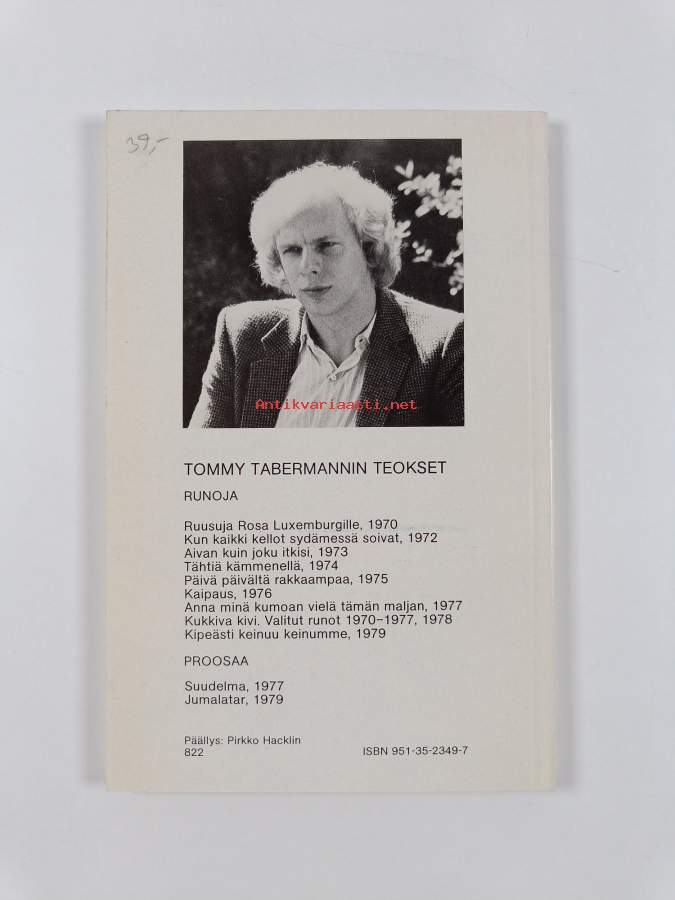 39,-
Antikvariaatti.net
TOMMY TABERMANNIN TEOKSET
RUNOJA
Ruusuja Rosa Luxemburgille, 1970
Kun kaikki kellot sydämessä soivat, 1972
Aivan kuin joku itkisi, 1973
Tähtiä kämmenellä, 1974
Päivä päivältä rakkaampaa, 1975
Kaipaus, 1976
Anna minä kumoan vielä tämän maljan, 1977
Kukkiva kivi. Valitut runot 1970–1977, 1978
Kipeästi keinuu keinumme, 1979
PROOSAA
Suudelma, 1977
Jumalatar, 1979
Päällys: Pirkko Hacklin
822 ISBN 951-35-2349-7